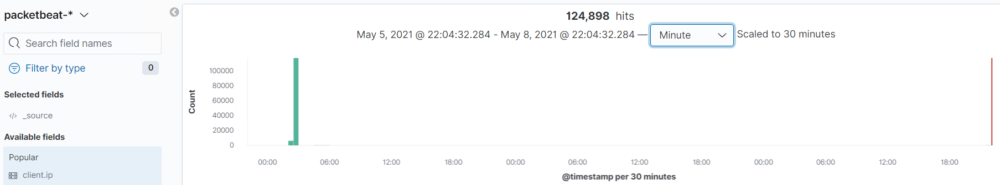 packetbeat-*
Search field names
Filter by type 0
Selected fields
</> _source
Available fields
Popular
client.ip
124,898 hits
May 5, 2021 @ 22:04:32.284 - May 8, 2021 @ 22:04:32.284 — Minute Scaled to 30 minutes
Count
100000
80000
60000
40000
20000
0
00:00 06:00 12:00 18:00 00:00 06:00 12:00 18:00 00:00 06:00 12:00 18:00
@timestamp per 30 minutes